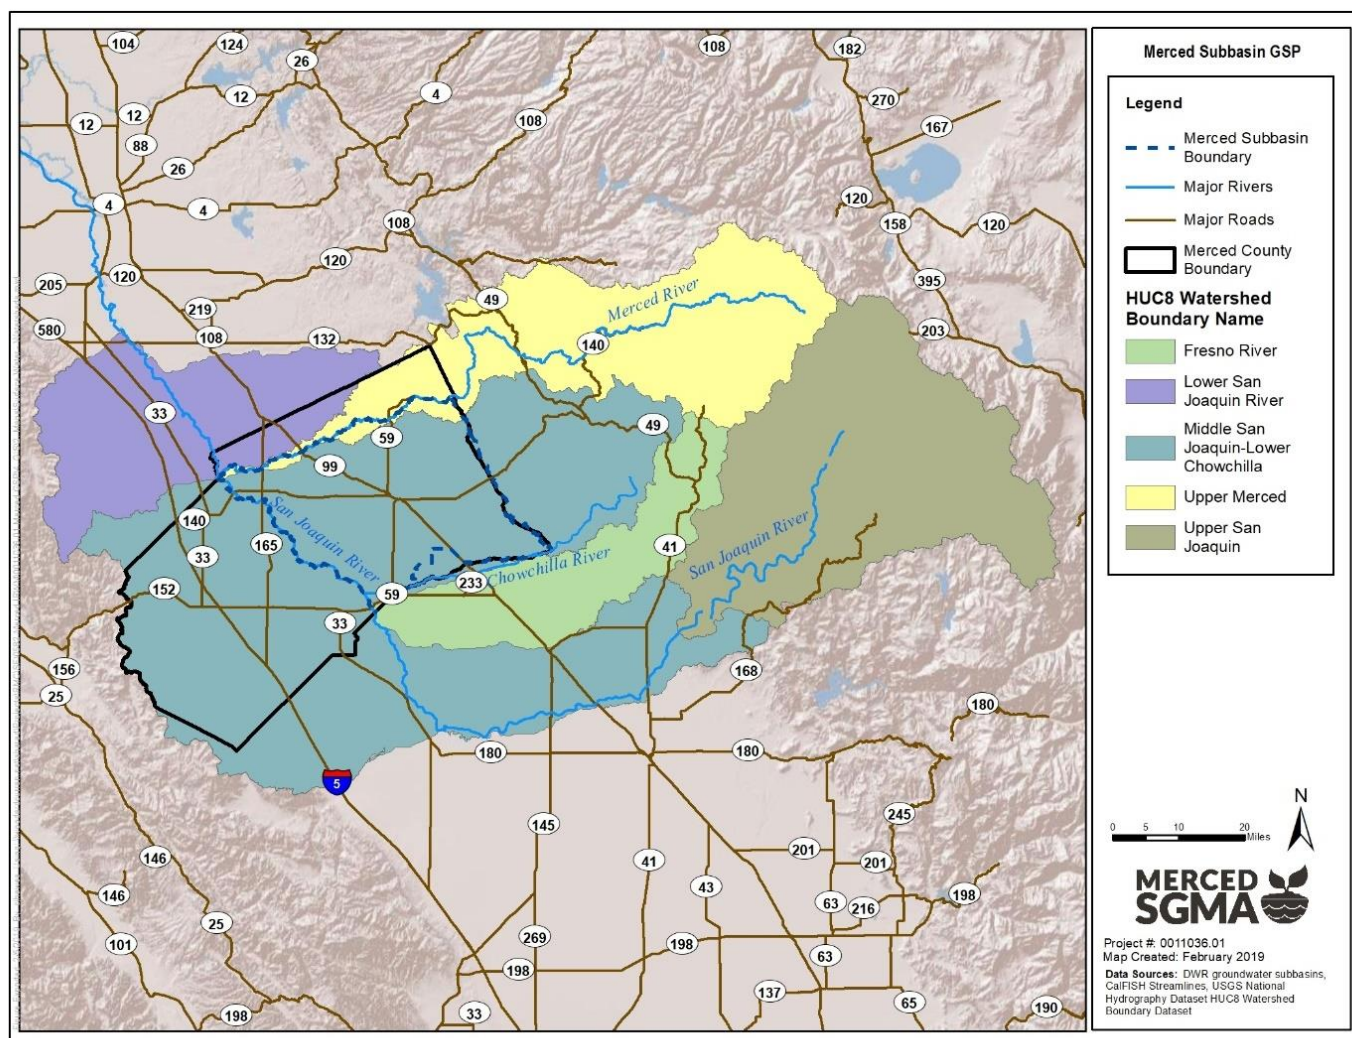 104
124
26
108
182
12
4
270
12
12
108
167
88
26
4
4
120
158
120
108
120
120
205
395
219
49
Merced River
580
108
132
140
203
33
59
49
99
140
San Joaquin River
165
41
San Joaquin River
33
Chowchilla River
233
152
59
33
156
168
25
180
180
180
5
245
145
146
201
41
201
43
146
198
63
216
25
269
101
198
63
198
137
65
33
198
190
Merced Subbasin GSP
Legend
Merced Subbasin
Boundary
Major Rivers
Major Roads
Merced County
Boundary
HUC8 Watershed
Boundary Name
Fresno River
Lower San
Joaquin River
Middle San
Joaquin-Lower
Chowchilla
Upper Merced
Upper San
Joaquin
N
0 5 10 20
Miles
MERCED
SGMA
Project #: 0011036.01
Map Created: February 2019
Data Sources: DWR groundwater subbasins,
CalFISH Streamlines, USGS National
Hydrography Dataset HUC8 Watershed
Boundary Dataset